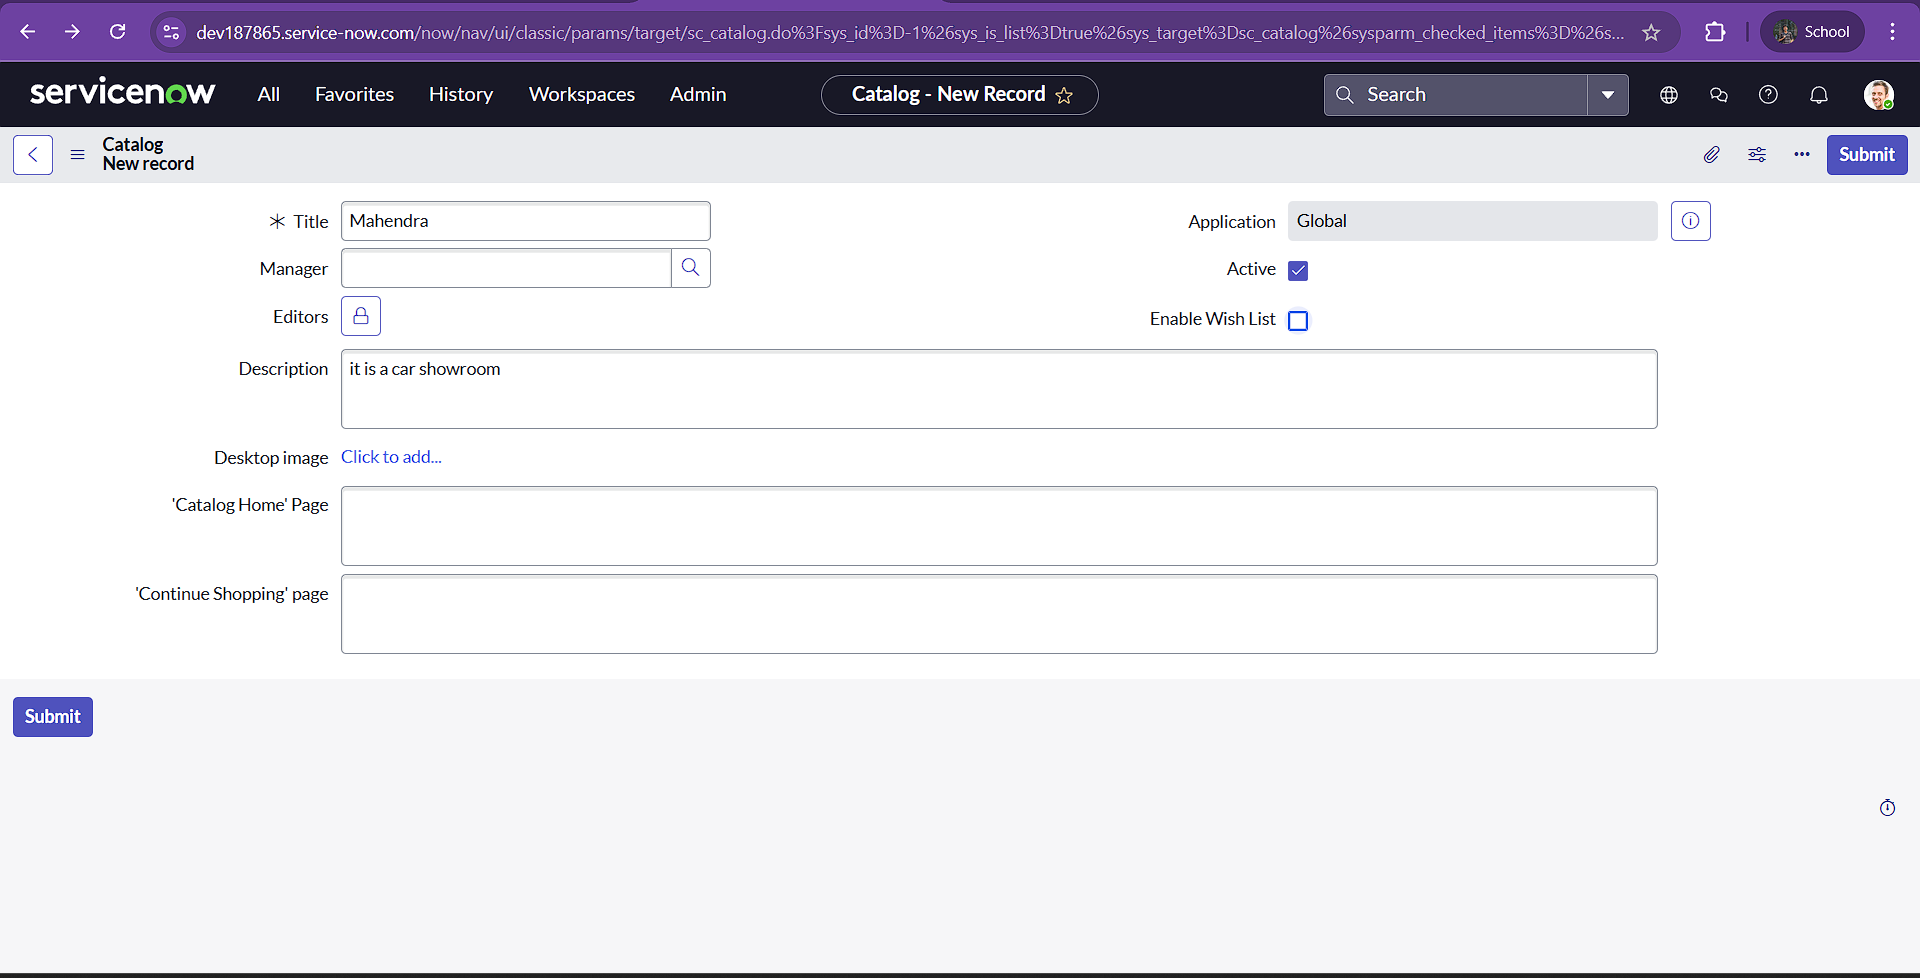 dev187865.service-now.com/now/nav/ui/classic/params/target/sc_catalog.do%3Fsys_id%3D-1%26sys_is_list%3Dtrue%26sys_target%3Dsc_catalog%26sysparm_checked_items%3D%26s... School
servicenow All Favorites History Workspaces Admin Catalog - New Record Search
Catalog
New record
Submit
Title Mahendra
Application Global
Manager
Active
Editors
Enable Wish List
Description it is a car showroom
Desktop image Click to add...
'Catalog Home' Page
'Continue Shopping' page
Submit